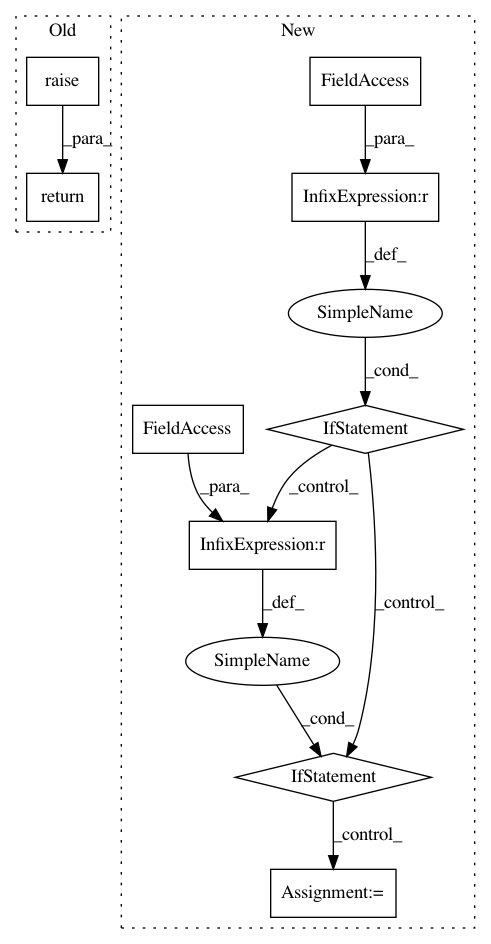 Old
New
raise
_para_
return
FieldAccess
_para_
InfixExpression:r
_def_
SimpleName
_cond_
IfStatement
FieldAccess
_para_
_control_
InfixExpression:r
_def_
_control_
SimpleName
_cond_
IfStatement
_control_
Assignment:=